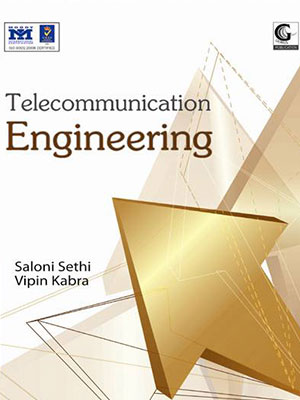 Telecommunication
Engineering
Saloni Sethi
Vipin Kabra